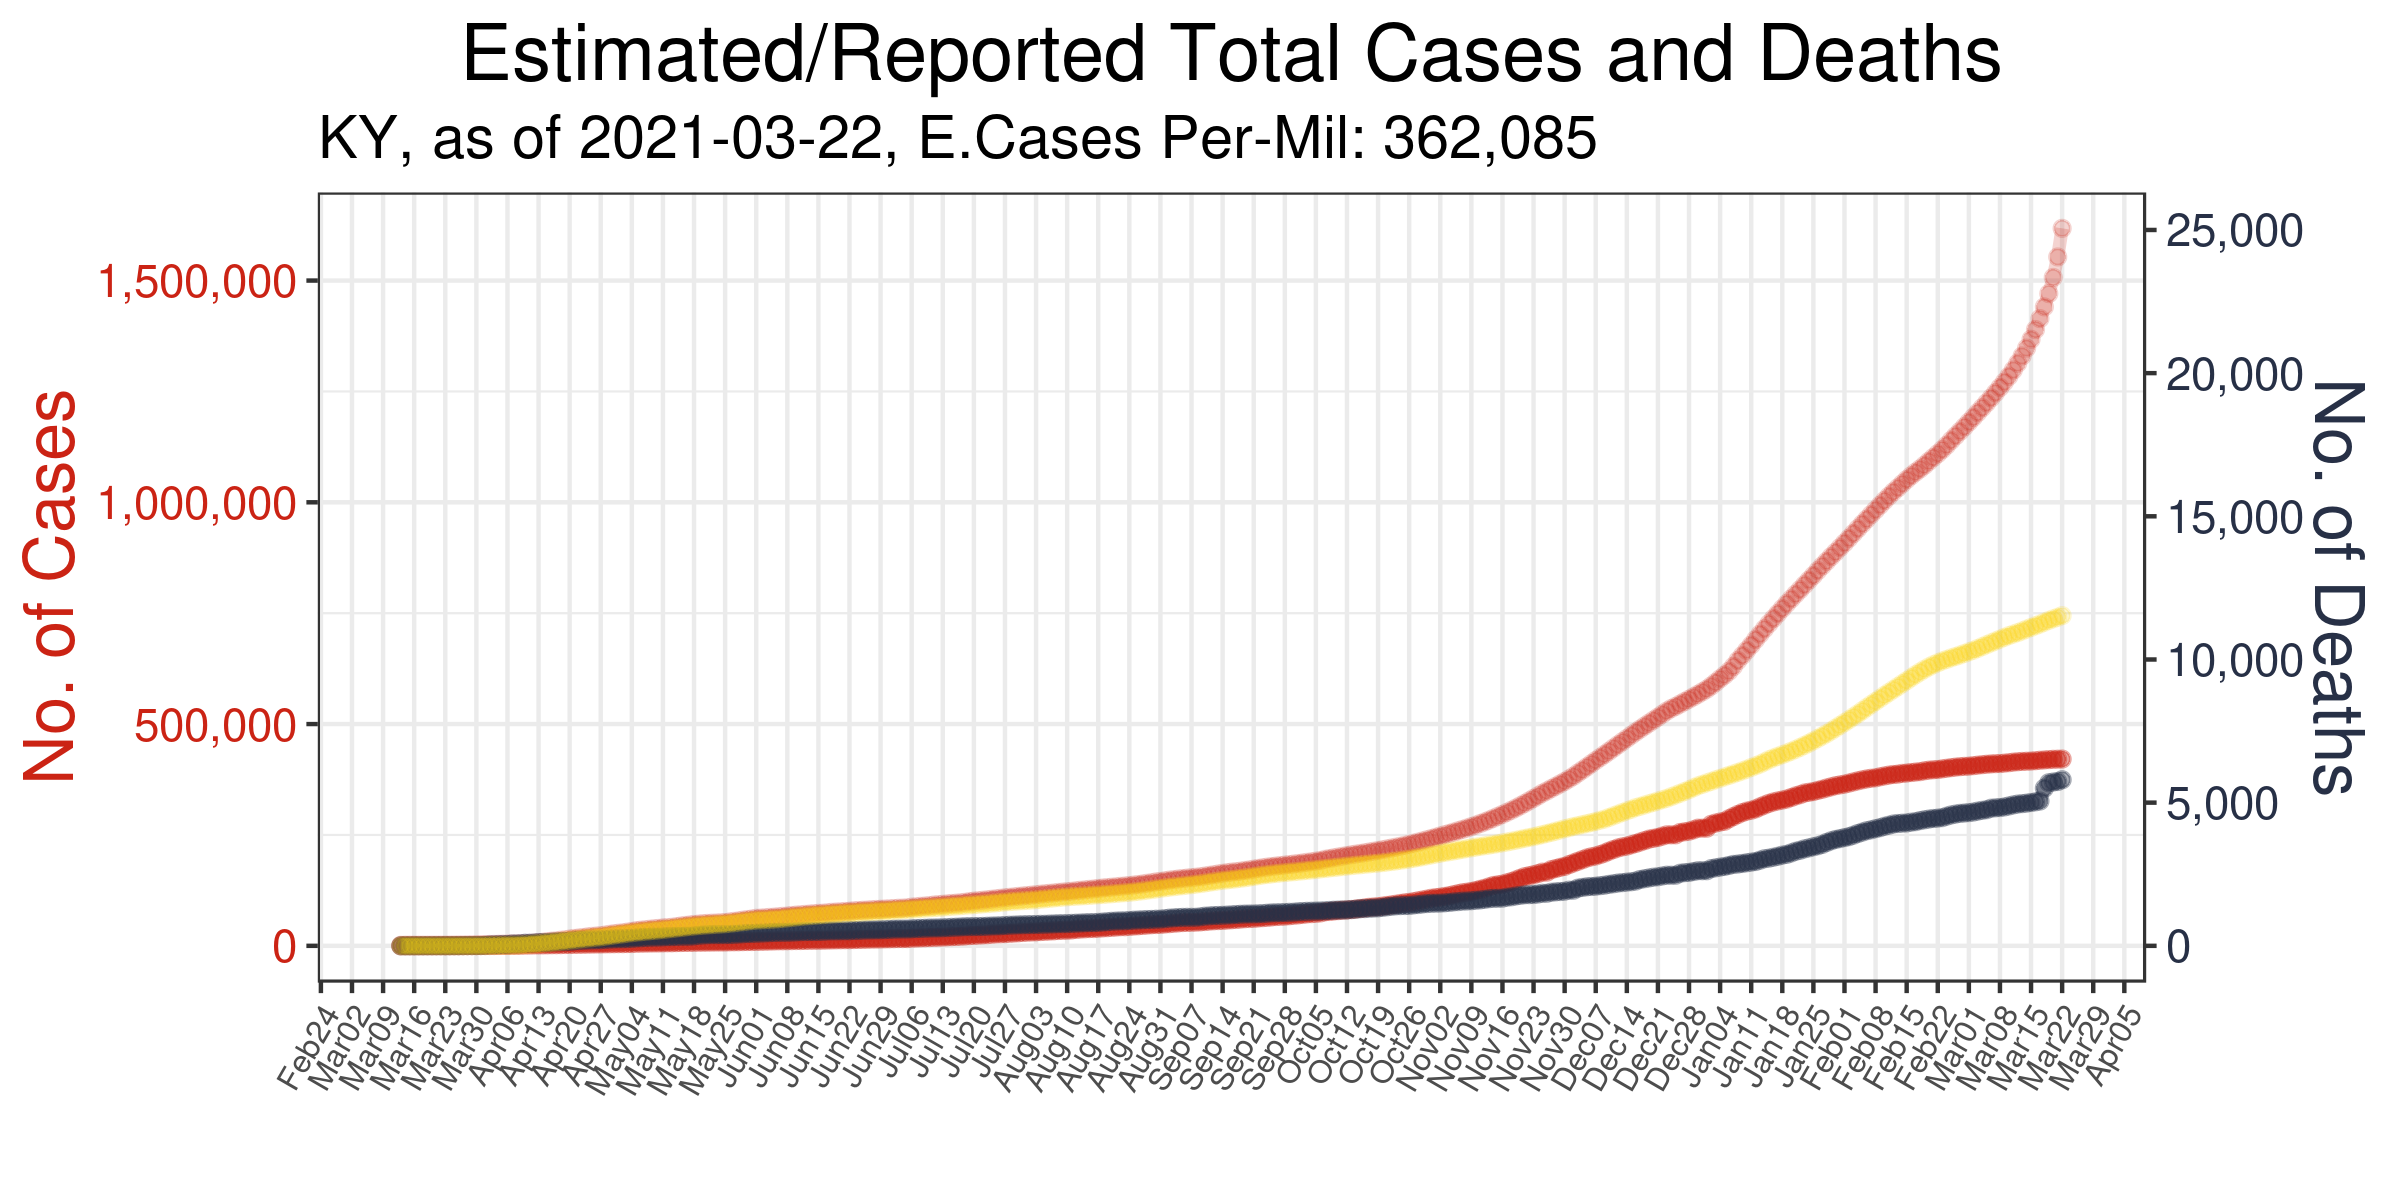 Estimated/Reported Total Cases and Deaths
KY, as of 2021-03-22, E.Cases Per-Mil: 362,085
No. of Cases
1,500,000
1,000,000
500,000
0
25,000
20,000
15,000
10,000
5,000
0
No. of Deaths
Feb24
Mar02
Mar09
Mar16
Mar23
Mar30
Apr06
Apr13
Apr20
Apr27
May04
May11
May18
May25
Jun01
Jun08
Jun15
Jun22
Jun29
Jul06
Jul13
Jul20
Jul27
Aug03
Aug10
Aug17
Aug24
Aug31
Sep07
Sep14
Sep21
Sep28
Oct05
Oct12
Oct19
Oct26
Nov02
Nov09
Nov16
Nov23
Nov30
Dec07
Dec14
Dec21
Dec28
Jan04
Jan11
Jan18
Jan25
Feb01
Feb08
Feb15
Feb22
Mar01
Mar08
Mar15
Mar22
Mar29
Apr05